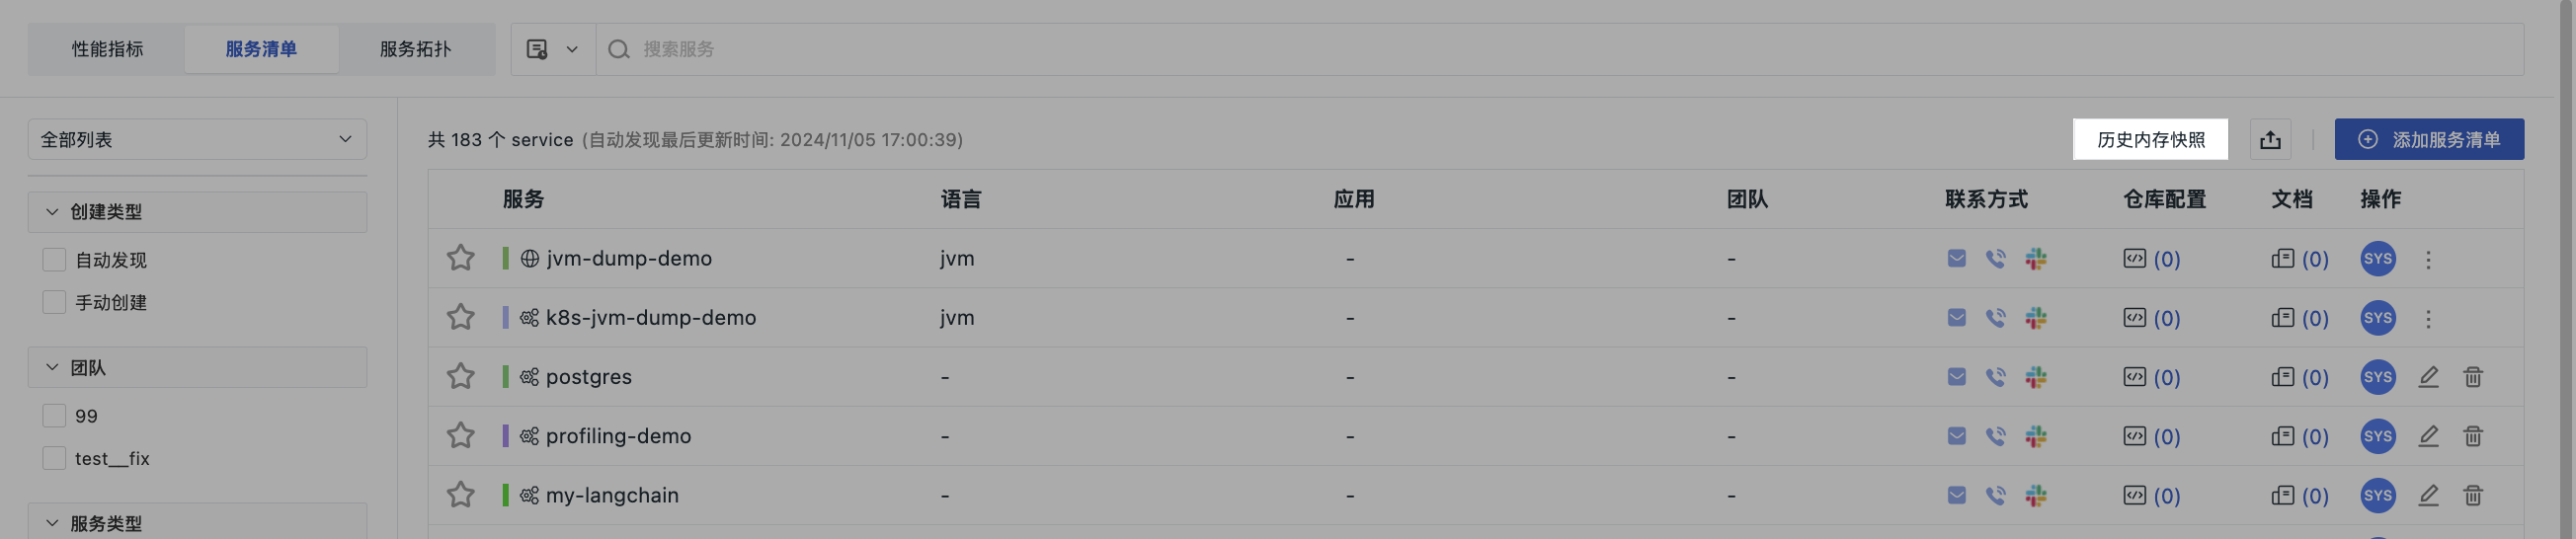 性能指标 服务清单 服务拓扑 搜索服务
全部列表
共 183 个 service (自动发现最后更新时间: 2024/11/05 17:00:39) 历史内存快照 添加服务清单
创建类型
自动发现
手动创建
团队
99
test__fix
服务类型
服务 语言 应用 团队 联系方式 仓库配置 文档 操作
jvm-dump-demo jvm - - (0) (0) SYS
k8s-jvm-dump-demo jvm - - (0) (0) SYS
postgres - - - (0) (0) SYS
profiling-demo - - - (0) (0) SYS
my-langchain - - - (0) (0) SYS